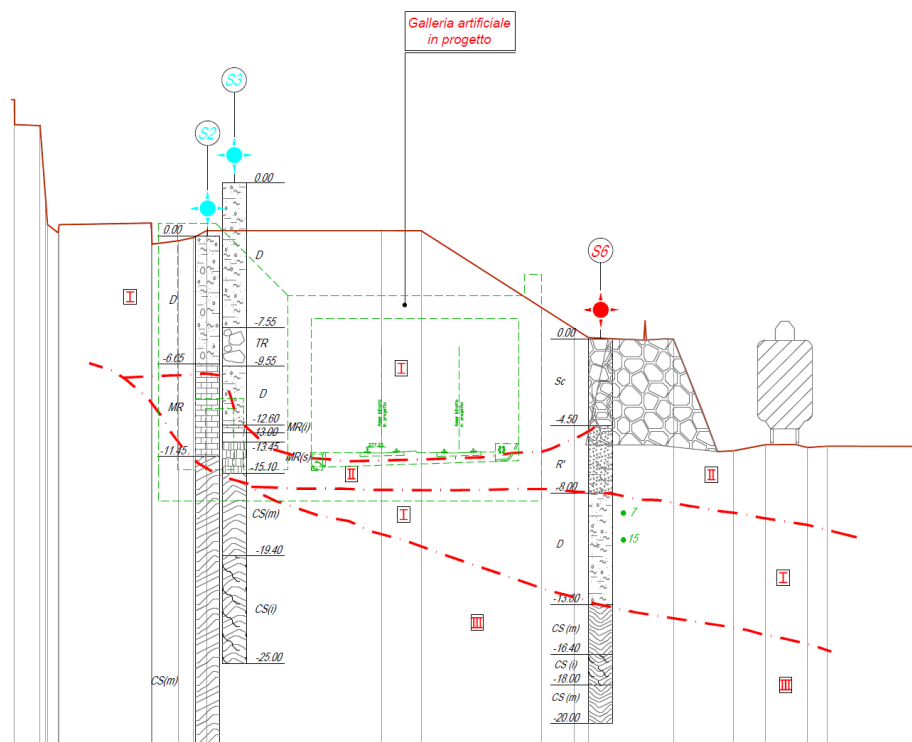 Galleria artificiale
in progetto
S3
S2
S6
0.00
D
-7.55
TR
-9.55
D
-12.60
MR(i)
-13.00
-13.45
MR(s)
-15.10
CS(m)
-19.40
CS(i)
-25.00
0.00
D
-6.65
MR
-11.45
CS(m)
0.00
Sc
-4.50
R'
-8.00
7
15
D
-13.80
CS (m)
-16.40
CS (i)
-18.00
CS (m)
-20.00
I
I
II
I
III
II
I
III